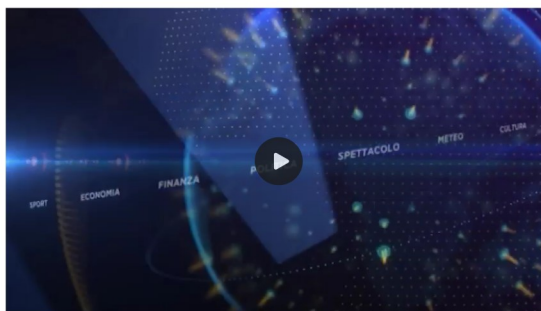 SPORT
ECONOMIA
FINANZA
SPETTACOLO
METEO
CULTURA